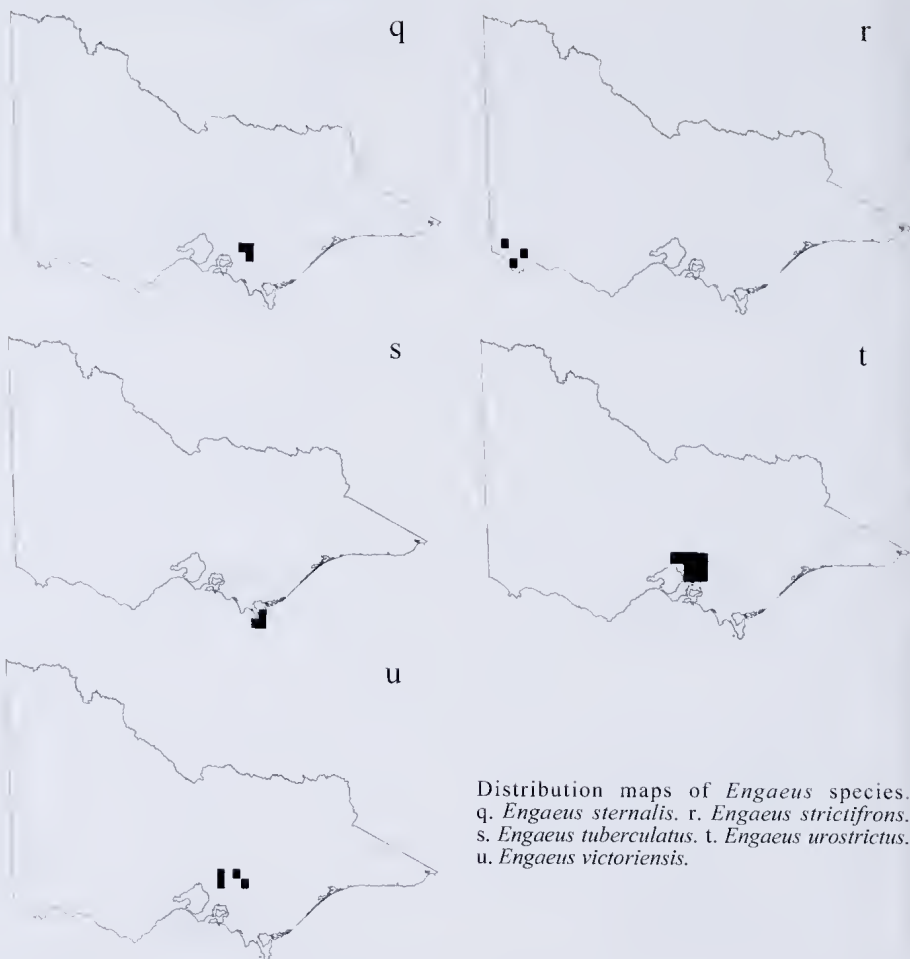 q
r
s
t
u
Distribution maps of Engaeus species.
q. Engaeus sternalis. r. Engaeus strictifrons.
s. Engaeus tuberculatus. t. Engaeus urostrictus.
u. Engaeus victoriensis.